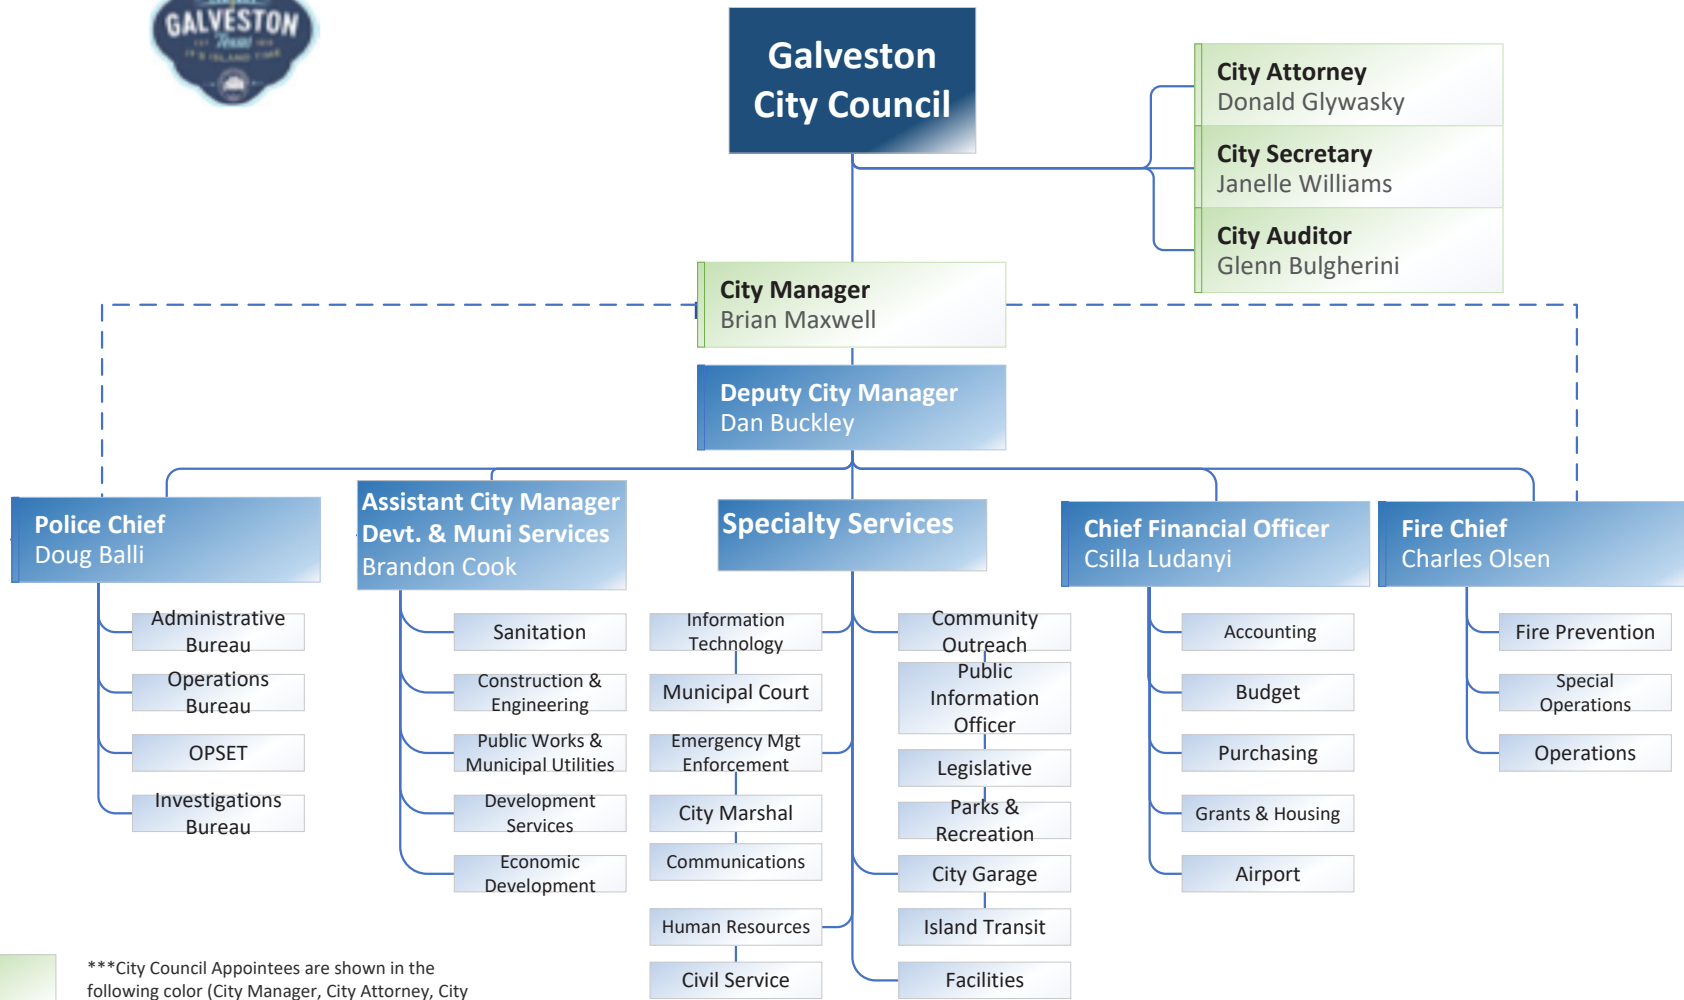 GALVESTON
Texas
IT'S ISLAND TIME
Galveston
City Council
City Attorney
Donald Glywasky
City Secretary
Janelle Williams
City Auditor
Glenn Bulgherini
City Manager
Brian Maxwell
Deputy City Manager
Dan Buckley
Police Chief
Doug Balli
Assistant City Manager
Devt. & Muni Services
Brandon Cook
Specialty Services
Chief Financial Officer
Csilla Ludanyi
Fire Chief
Charles Olsen
Administrative
Bureau
Operations
Bureau
OPSET
Investigations
Bureau
Sanitation
Construction &
Engineering
Public Works &
Municipal Utilities
Development
Services
Economic
Development
Information
Technology
Municipal Court
Emergency Mgt
Enforcement
City Marshal
Communications
Human Resources
Civil Service
Community
Outreach
Public
Information
Officer
Legislative
Parks &
Recreation
City Garage
Island Transit
Facilities
Accounting
Budget
Purchasing
Grants & Housing
Airport
Fire Prevention
Special
Operations
Operations
***City Council Appointees are shown in the
following color (City Manager, City Attorney, City